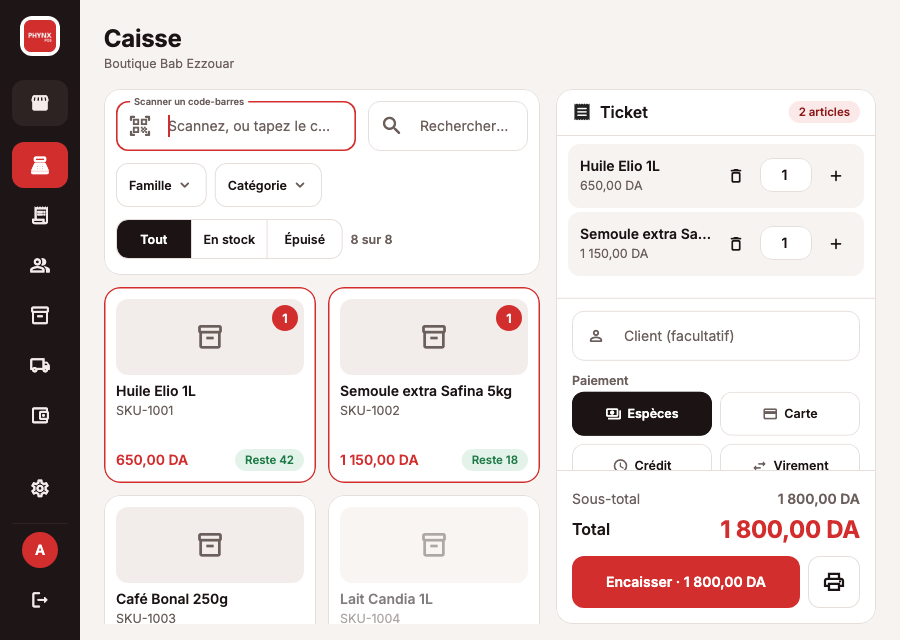 PHYNX
Caisse
Boutique Bab Ezzouar
Scanner un code-barres
Scannez, ou tapez le c...
Rechercher...
Famille
Catégorie
Tout
En stock
Épuisé
8 sur 8
1
Huile Elio 1L
SKU-1001
650,00 DA
Reste 42
1
Semoule extra Safina 5kg
SKU-1002
1 150,00 DA
Reste 18
Café Bonal 250g
SKU-1003
Lait Candia 1L
SKU-1004
Ticket
2 articles
Huile Elio 1L
650,00 DA
1
+
Semoule extra Sa...
1 150,00 DA
1
+
Client (facultatif)
Paiement
Espèces
Carte
Crédit
Virement
Sous-total
1 800,00 DA
Total
1 800,00 DA
Encaisser · 1 800,00 DA
A